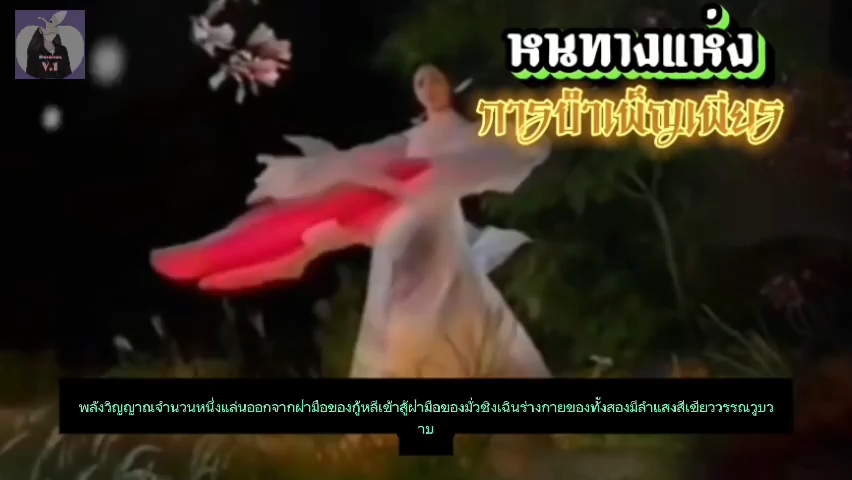 หนทางแห่ง
การบำเพ็ญเพียร
V.1
พลังวิญญาณจำนวนหนึ่งแล่นออกจากฝ่ามือของกู้หลีเข้าสู่ฝ่ามือของมั่วชิงเฉินร่างกายของทั้งสองมีลำแสงสีเขียววรรณวูบว
าบ